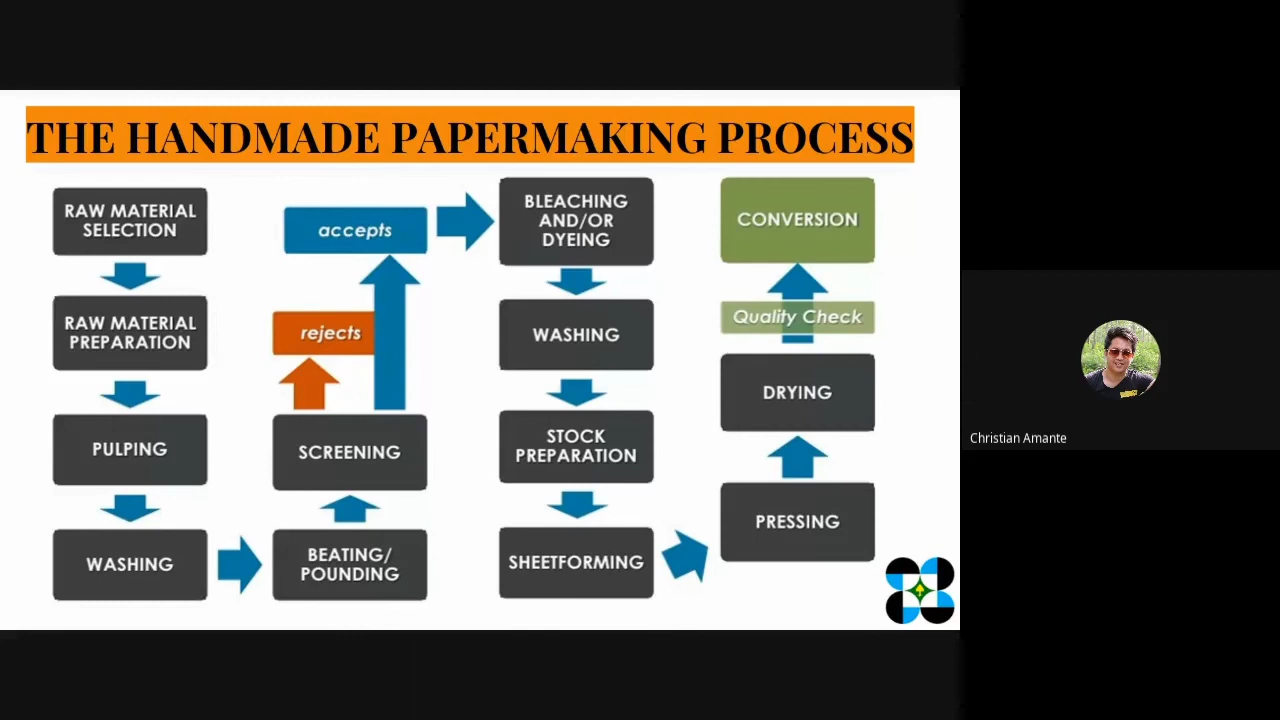 THE HANDMADE PAPERMAKING PROCESS
RAW MATERIAL
SELECTION
RAW MATERIAL
PREPARATION
PULPING
WASHING
BEATING/
POUNDING
SCREENING
rejects
accepts
BLEACHING
AND/OR
DYEING
WASHING
STOCK
PREPARATION
SHEETFORMING
PRESSING
DRYING
Quality Check
CONVERSION
Christian Amante